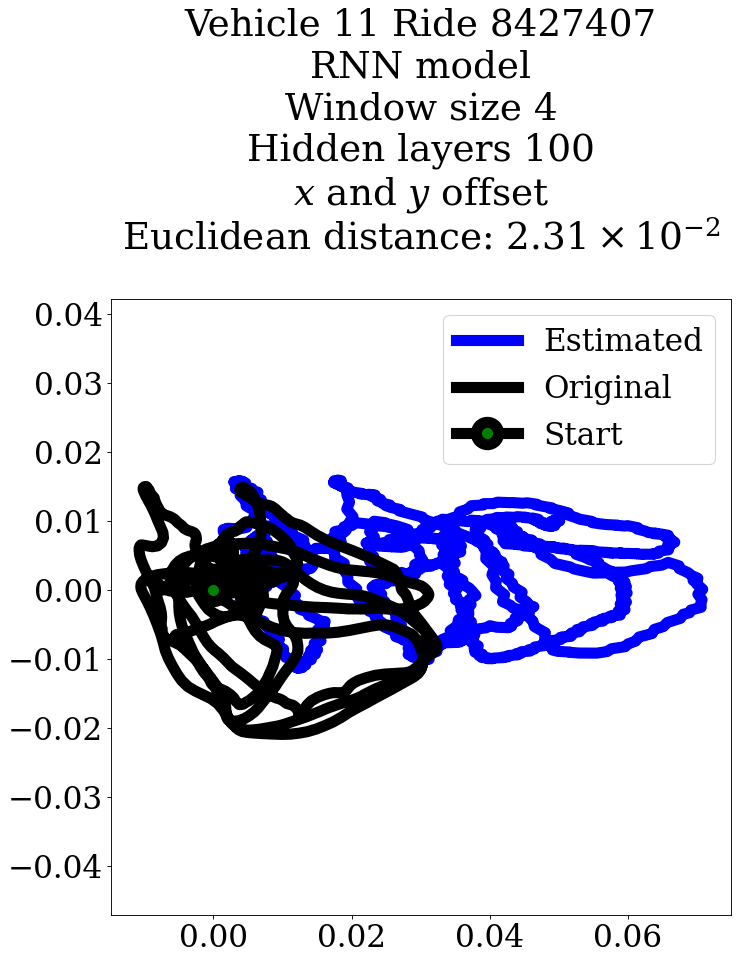 Vehicle 11 Ride 8427407
RNN model
Window size 4
Hidden layers 100
x and y offset
Euclidean distance: 2.31 × 10⁻²
Estimated
Original
Start
0.04
0.03
0.02
0.01
0.00
−0.01
−0.02
−0.03
−0.04
0.00 0.02 0.04 0.06